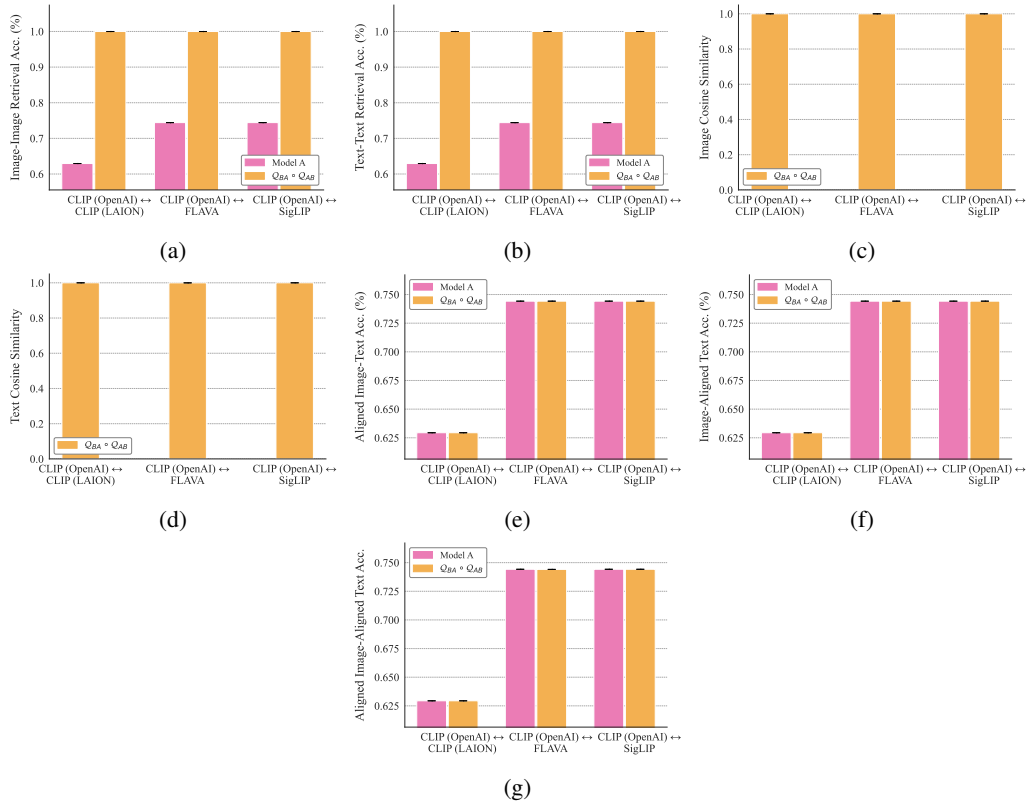 Image-Image Retrieval Acc. (%)
1.0
0.9
0.8
0.7
0.6
Model A
Q_BA ∘ Q_AB
CLIP (OpenAI) ↔
CLIP (LAION)
CLIP (OpenAI) ↔
FLAVA
CLIP (OpenAI) ↔
SigLIP
(a)
Text-Text Retrieval Acc. (%)
1.0
0.9
0.8
0.7
0.6
Model A
Q_BA ∘ Q_AB
CLIP (OpenAI) ↔
CLIP (LAION)
CLIP (OpenAI) ↔
FLAVA
CLIP (OpenAI) ↔
SigLIP
(b)
Image Cosine Similarity
1.0
0.8
0.6
0.4
0.2
0.0
Q_BA ∘ Q_AB
CLIP (OpenAI) ↔
CLIP (LAION)
CLIP (OpenAI) ↔
FLAVA
CLIP (OpenAI) ↔
SigLIP
(c)
Text Cosine Similarity
1.0
0.8
0.6
0.4
0.2
0.0
Q_BA ∘ Q_AB
CLIP (OpenAI) ↔
CLIP (LAION)
CLIP (OpenAI) ↔
FLAVA
CLIP (OpenAI) ↔
SigLIP
(d)
Aligned Image-Text Acc. (%)
0.750
0.725
0.700
0.675
0.650
0.625
Model A
Q_BA ∘ Q_AB
CLIP (OpenAI) ↔
CLIP (LAION)
CLIP (OpenAI) ↔
FLAVA
CLIP (OpenAI) ↔
SigLIP
(e)
Image-Aligned Text Acc. (%)
0.750
0.725
0.700
0.675
0.650
0.625
Model A
Q_BA ∘ Q_AB
CLIP (OpenAI) ↔
CLIP (LAION)
CLIP (OpenAI) ↔
FLAVA
CLIP (OpenAI) ↔
SigLIP
(f)
Aligned Image-Aligned Text Acc.
0.750
0.725
0.700
0.675
0.650
0.625
Model A
Q_BA ∘ Q_AB
CLIP (OpenAI) ↔
CLIP (LAION)
CLIP (OpenAI) ↔
FLAVA
CLIP (OpenAI) ↔
SigLIP
(g)